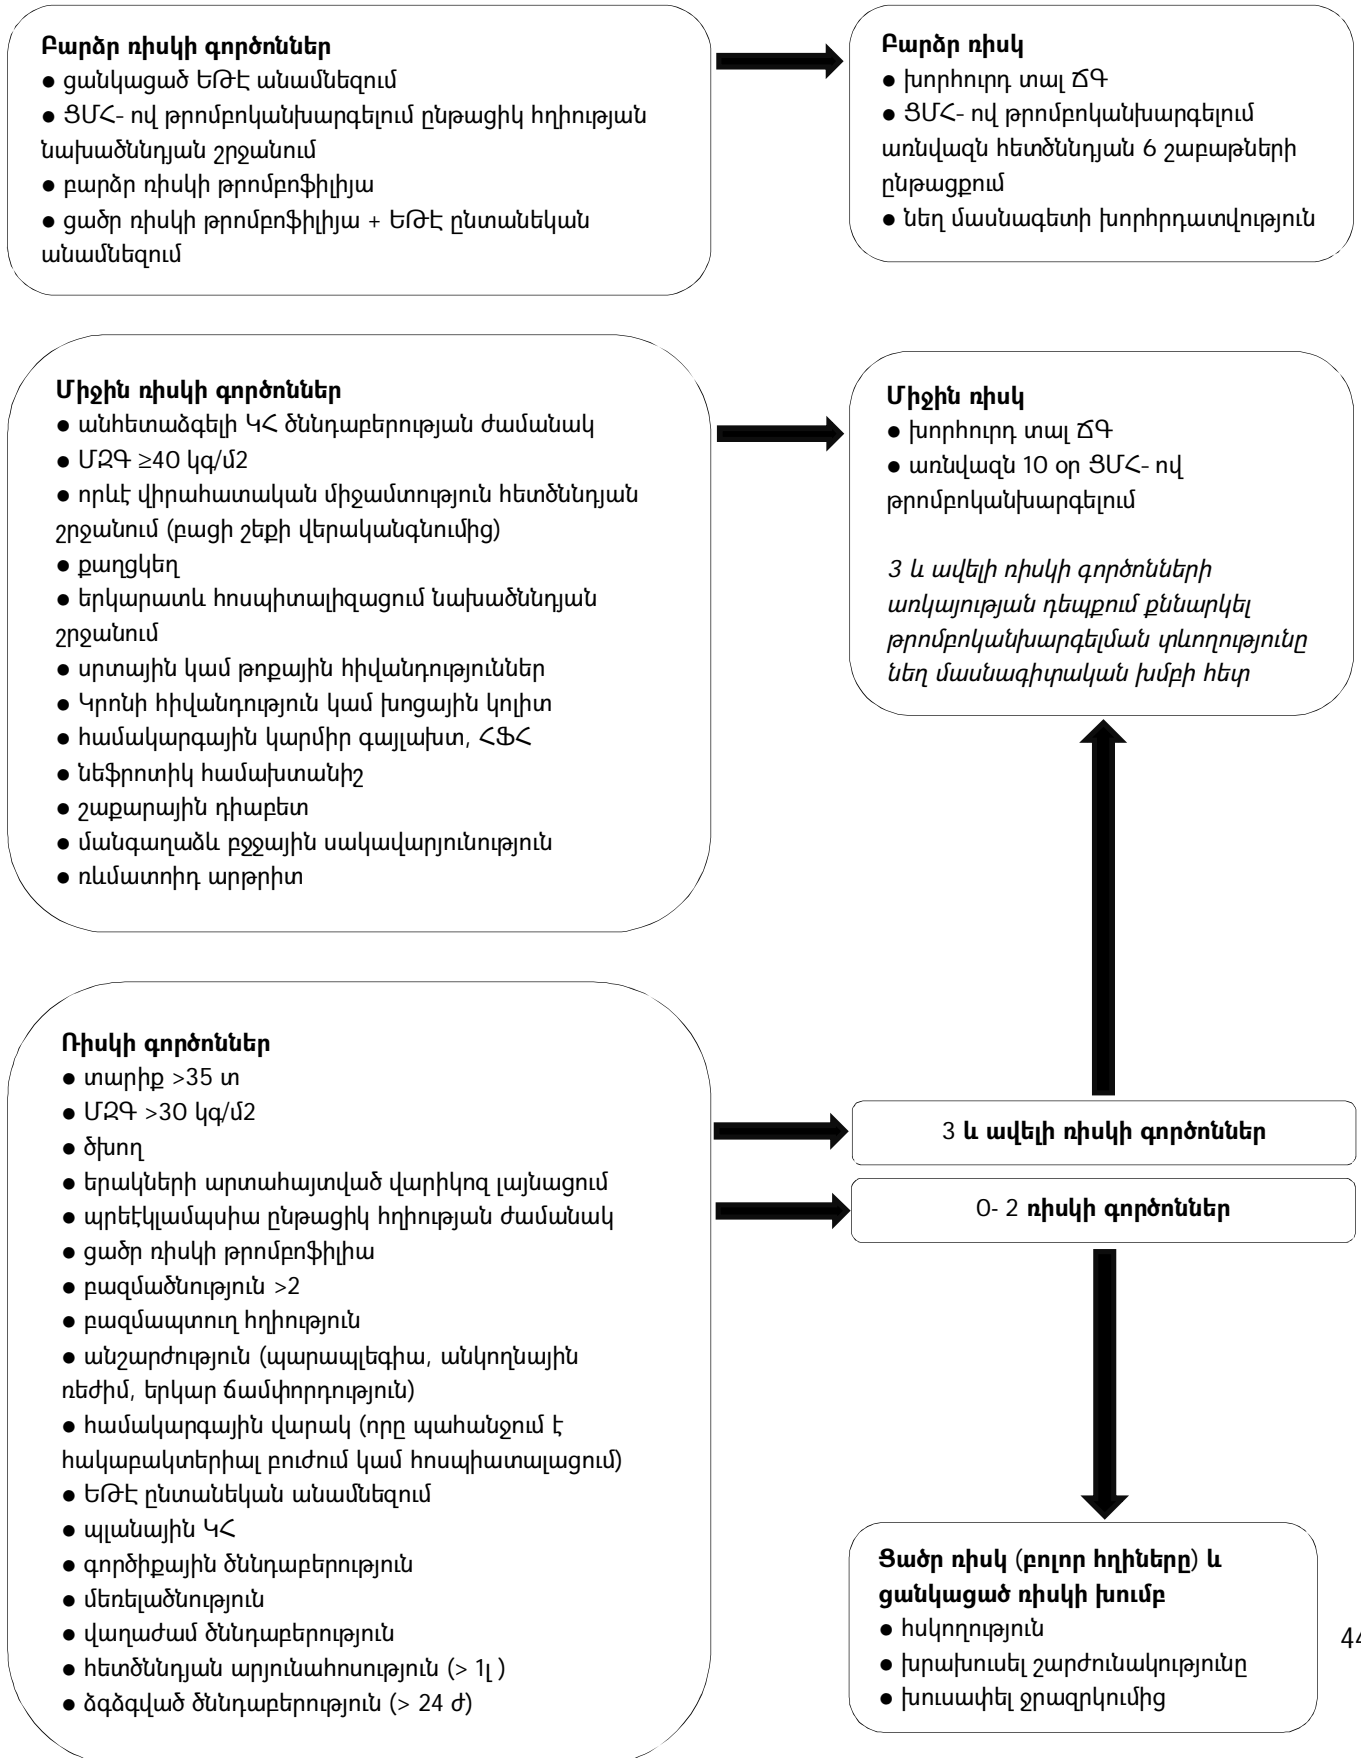 Բարձր ռիսկի գործոններ
● ցանկացած ԵԹԷ անամնեզում
● ՑՄՀ- ով թրոմբոկանխարգելում ընթացիկ հղիության
նախածննդյան շրջանում
● բարձր ռիսկի թրոմբոֆիլիյա
● ցածր ռիսկի թրոմբոֆիլիյա + ԵԹԷ ընտանեկան
անամնեզում
Բարձր ռիսկ
● խորհուրդ տալ ՃԳ
● ՑՄՀ- ով թրոմբոկանխարգելում
առնվազն հետծննդյան 6 շաբաթների
ընթացքում
● նեղ մասնագետի խորհրդատվություն
Միջին ռիսկի գործոններ
● անհետաձգելի ԿՀ ծննդաբերության ժամանակ
● ՄԶԳ ≥40 կգ/մ2
● որևէ վիրահատական միջամտություն հետծննդյան
շրջանում (բացի շեքի վերականգնումից)
● քաղցկեղ
● երկարատև հոսպիտալիզացում նախածննդյան
շրջանում
● սրտային կամ թոքային հիվանդություններ
● Կրոնի հիվանդություն կամ խոցային կոլիտ
● համակարգային կարմիր գայլախտ, ՀՖՀ
● նեֆրոտիկ համախտանիշ
● շաքարային դիաբետ
● մանգաղաձև բջջային սակավարյունություն
● ռևմատոիդ արթրիտ
Միջին ռիսկ
● խորհուրդ տալ ՃԳ
● առնվազն 10 օր ՑՄՀ- ով
թրոմբոկանխարգելում
3 և ավելի ռիսկի գործոնների
առկայության դեպքում քննարկել
թրոմբոկանխարգելման տևողությունը
նեղ մասնագիտական խմբի հետ
Ռիսկի գործոններ
● տարիք >35 տ
● ՄԶԳ >30 կգ/մ2
● ծխող
● երակների արտահայտված վարիկոզ լայնացում
● պրեէկլամպսիա ընթացիկ հղիության ժամանակ
● ցածր ռիսկի թրոմբոֆիլիա
● բազմածնություն >2
● բազմապտուղ հղիություն
● անշարժություն (պարապլեգիա, անկողնային
ռեժիմ, երկար ճամփորդություն)
● համակարգային վարակ (որը պահանջում է
հակաբակտերիալ բուժում կամ հոսպիատալացում)
● ԵԹԷ ընտանեկան անամնեզում
● պլանային ԿՀ
● գործիքային ծննդաբերություն
● մեռելածնություն
● վաղաժամ ծննդաբերություն
● հետծննդյան արյունահոսություն (> 1լ )
● ձգձգված ծննդաբերություն (> 24 ժ)
3 և ավելի ռիսկի գործոններ
0- 2 ռիսկի գործոններ
Ցածր ռիսկ (բոլոր հղիները) և
ցանկացած ռիսկի խումբ
● հսկողություն
● խրախուսել շարժունակությունը
● խուսափել ջրազրկումից
44